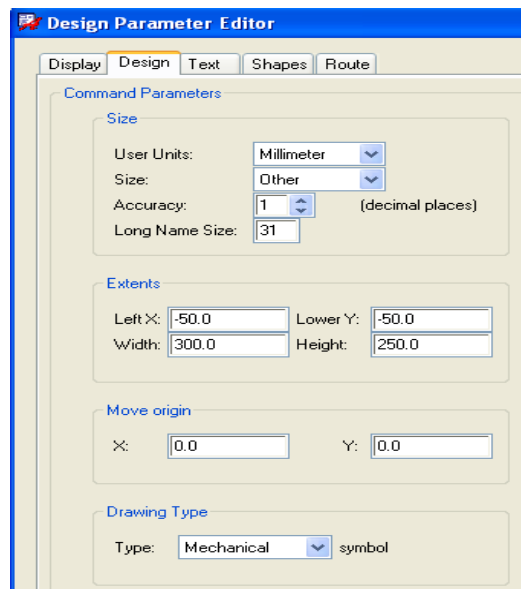 Design Parameter Editor
Display Design Text Shapes Route
Command Parameters
Size
User Units: Millimeter
Size: Other
Accuracy: 1 (decimal places)
Long Name Size: 31
Extents
Left X: -50.0 Lower Y: -50.0
Width: 300.0 Height: 250.0
Move origin
X: 0.0 Y: 0.0
Drawing Type
Type: Mechanical symbol